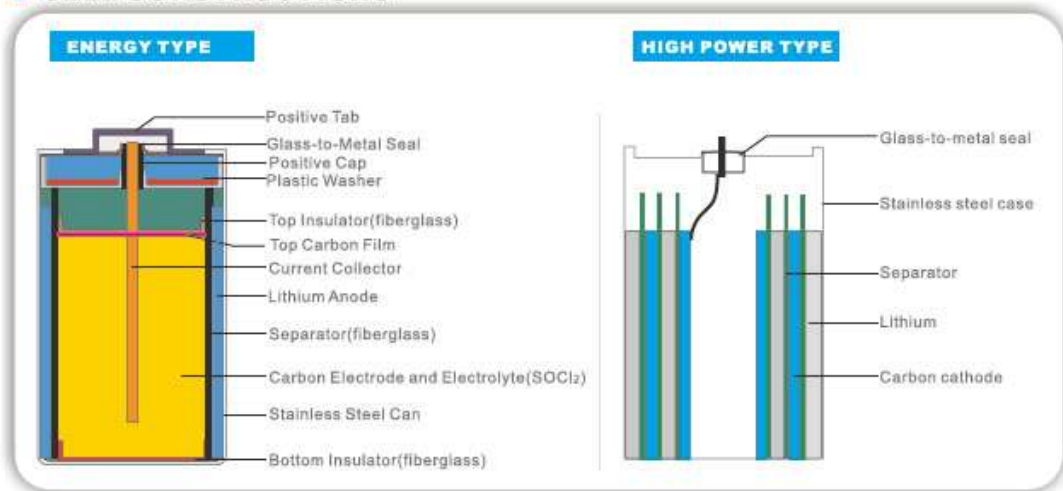 ENERGY TYPE
Positive Tab
Glass-to-Metal Seal
Positive Cap
Plastic Washer
Top Insulator(fiberglass)
Top Carbon Film
Current Collector
Lithium Anode
Separator(fiberglass)
Carbon Electrode and Electrolyte(SOCl₂)
Stainless Steel Can
Bottom Insulator(fiberglass)
HIGH POWER TYPE
Glass-to-metal seal
Stainless steel case
Separator
Lithium
Carbon cathode